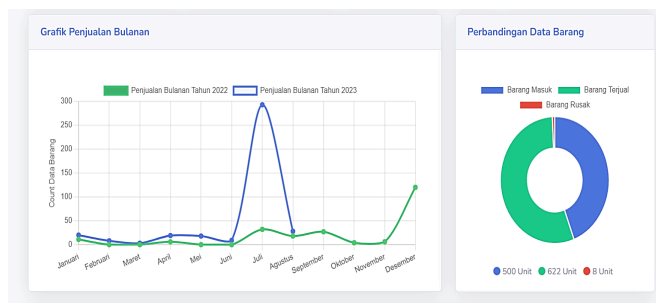 Grafik Penjualan Bulanan
Penjualan Bulanan Tahun 2022 Penjualan Bulanan Tahun 2023
300
250
200
150
100
50
0
Count Data Barang
Januari Februari Maret April Mei Juni Juli Agustus September Oktober November Desember
Perbandingan Data Barang
Barang Masuk Barang Terjual
Barang Rusak
500 Unit 622 Unit 8 Unit